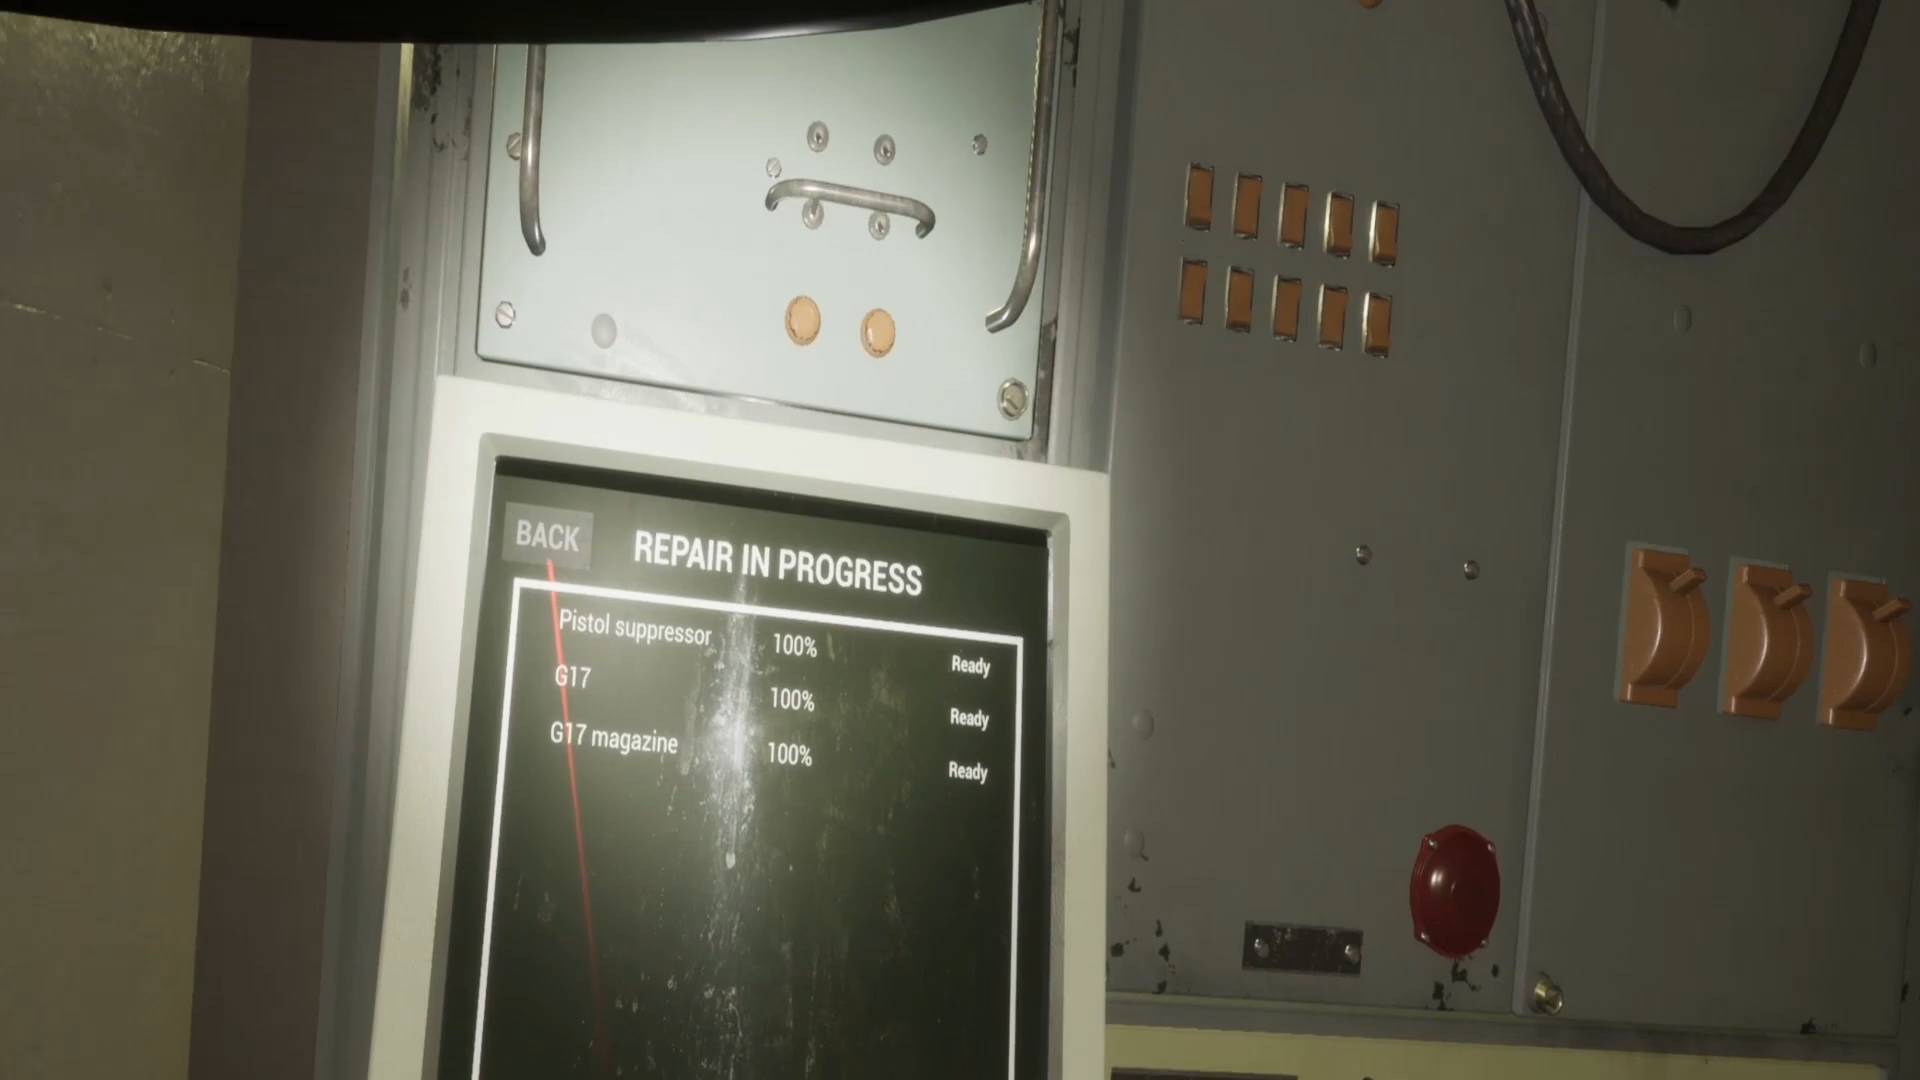 BACK
REPAIR IN PROGRESS
Pistol suppressor 100% Ready
G17 100% Ready
G17 magazine 100% Ready